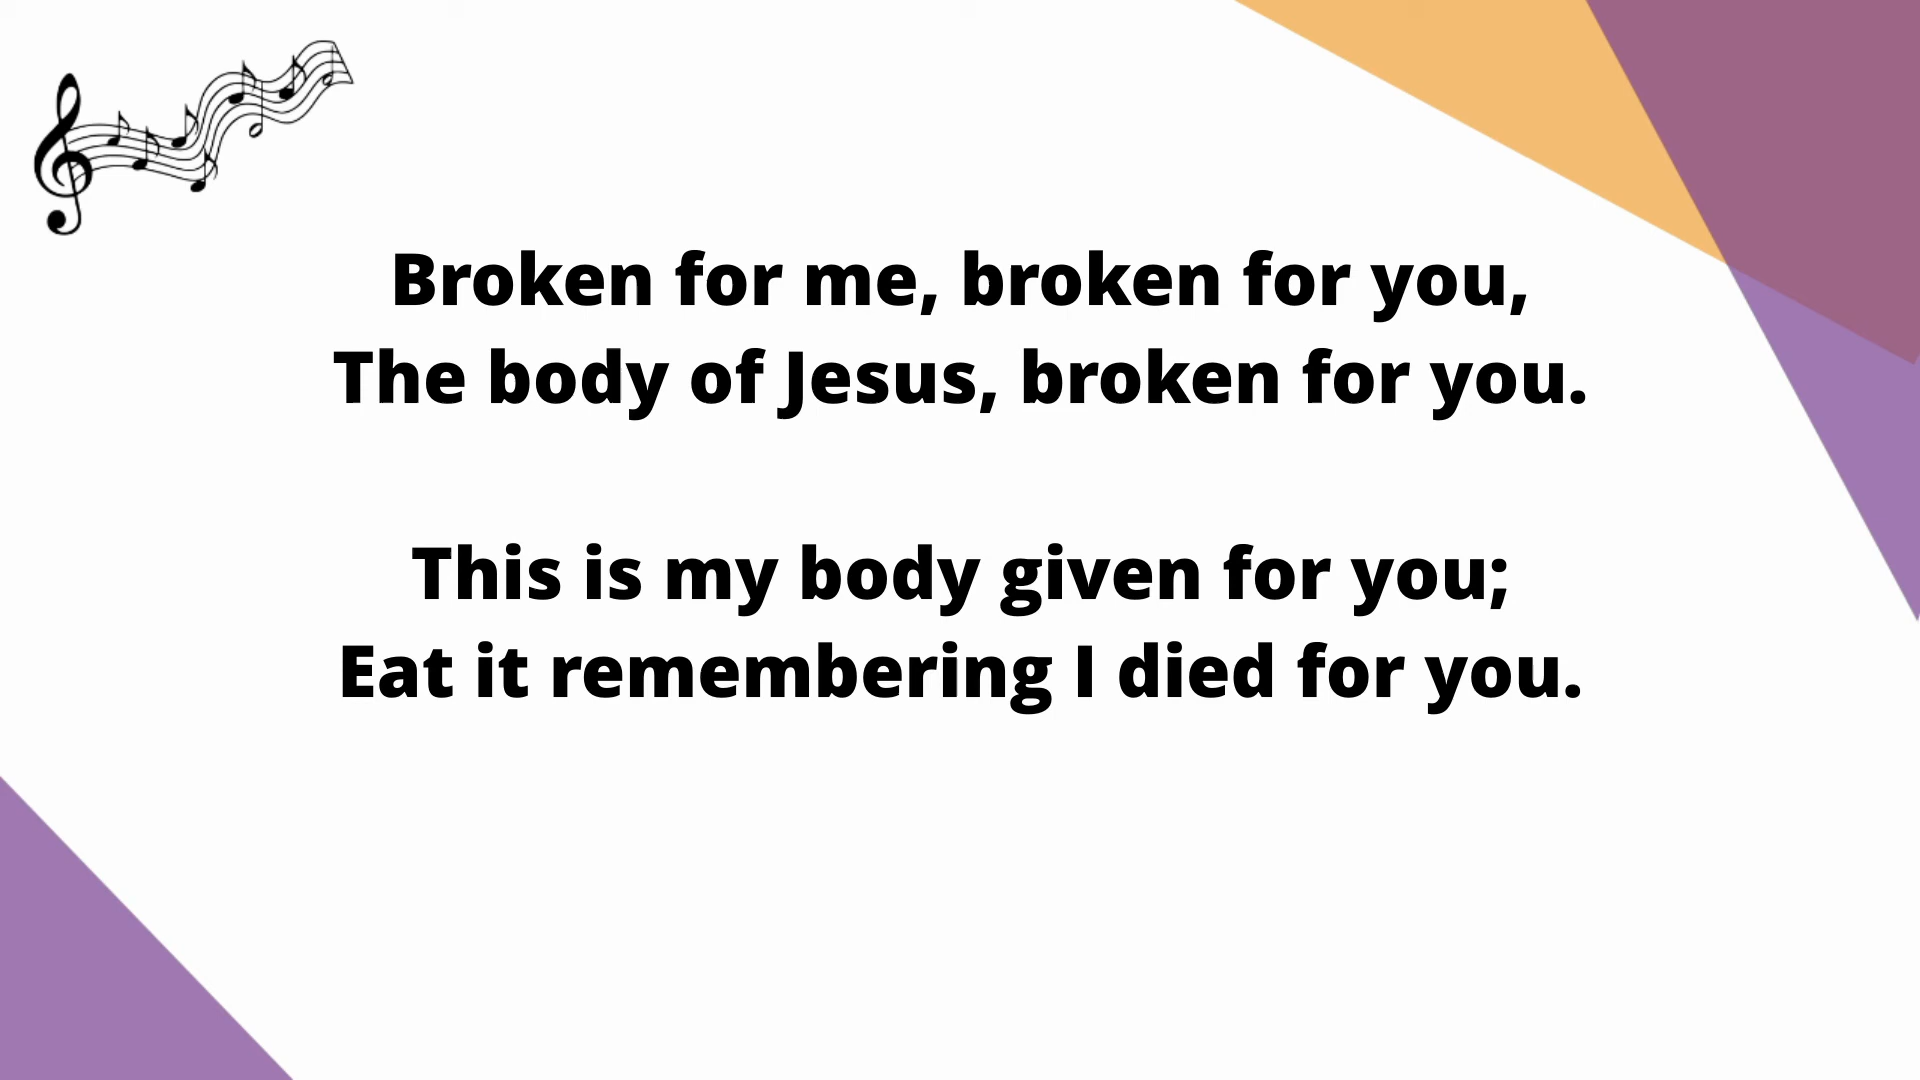 Broken for me, broken for you,
The body of Jesus, broken for you.
This is my body given for you;
Eat it remembering I died for you.